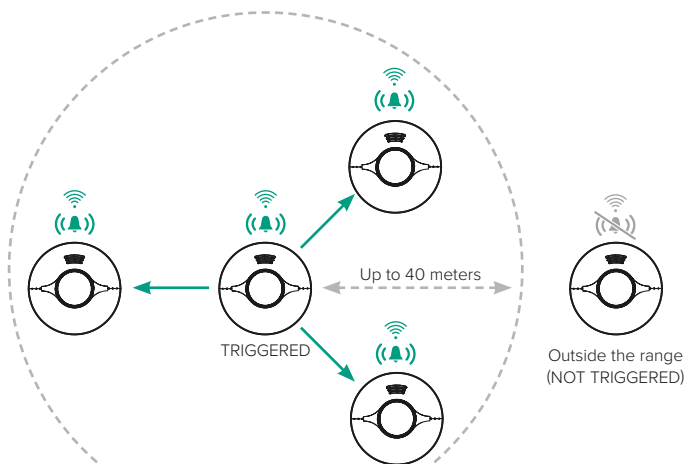 Up to 40 meters
TRIGGERED
Outside the range
(NOT TRIGGERED)